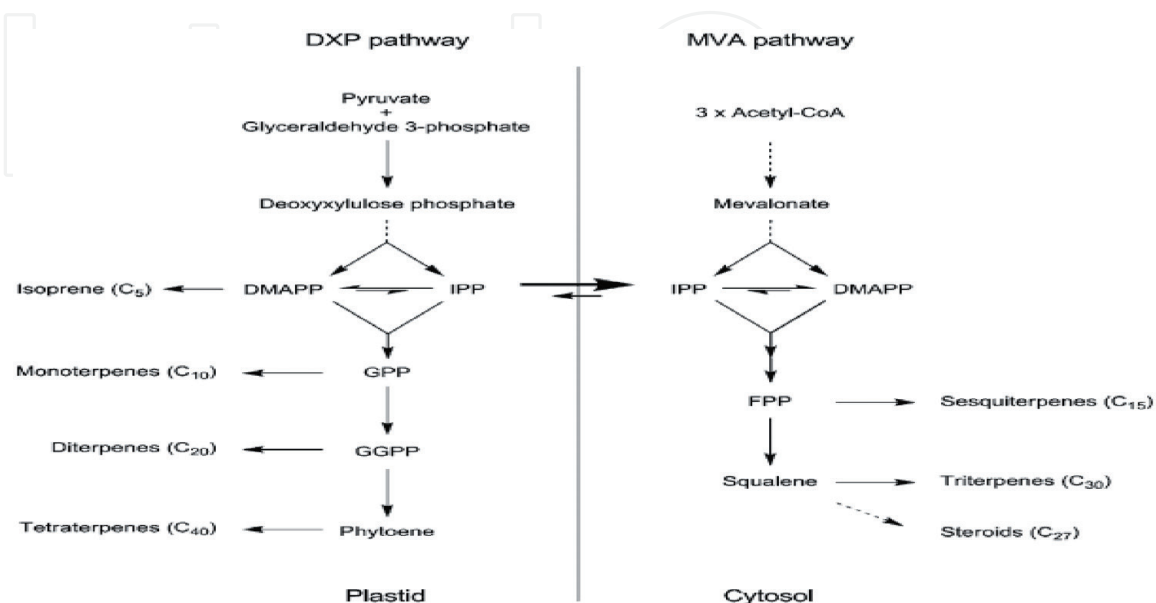 DXP pathway
MVA pathway
Pyruvate
+
Glyceraldehyde 3-phosphate
3 x Acetyl-CoA
Deoxyxylulose phosphate
Mevalonate
Isoprene (C₅)
DMAPP
IPP
IPP
DMAPP
Monoterpenes (C₁₀)
GPP
FPP
Sesquiterpenes (C₁₅)
Diterpenes (C₂₀)
GGPP
Squalene
Triterpenes (C₃₀)
Tetraterpenes (C₄₀)
Phytoene
Steroids (C₂₇)
Plastid
Cytosol